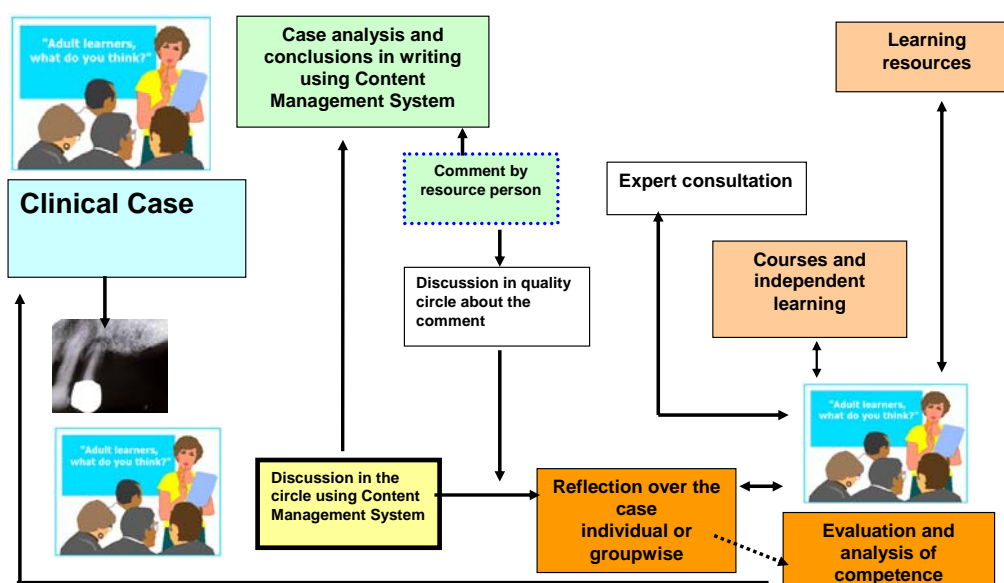 "Adult learners,
what do you think?"
Case analysis and
conclusions in writing
using Content
Management System
Learning
resources
Comment by
resource person
Expert consultation
Clinical Case
Courses and
independent
learning
Discussion in quality
circle about the
comment
"Adult learners,
what do you think?"
"Adult learners,
what do you think?"
Discussion in the
circle using Content
Management System
Reflection over the
case
individual or
groupwise
Evaluation and
analysis of
competence